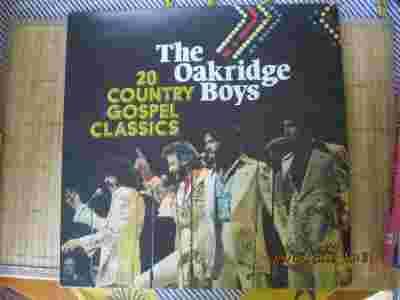 The
Oakridge
Boys
20
COUNTRY
GOSPEL
CLASSICS